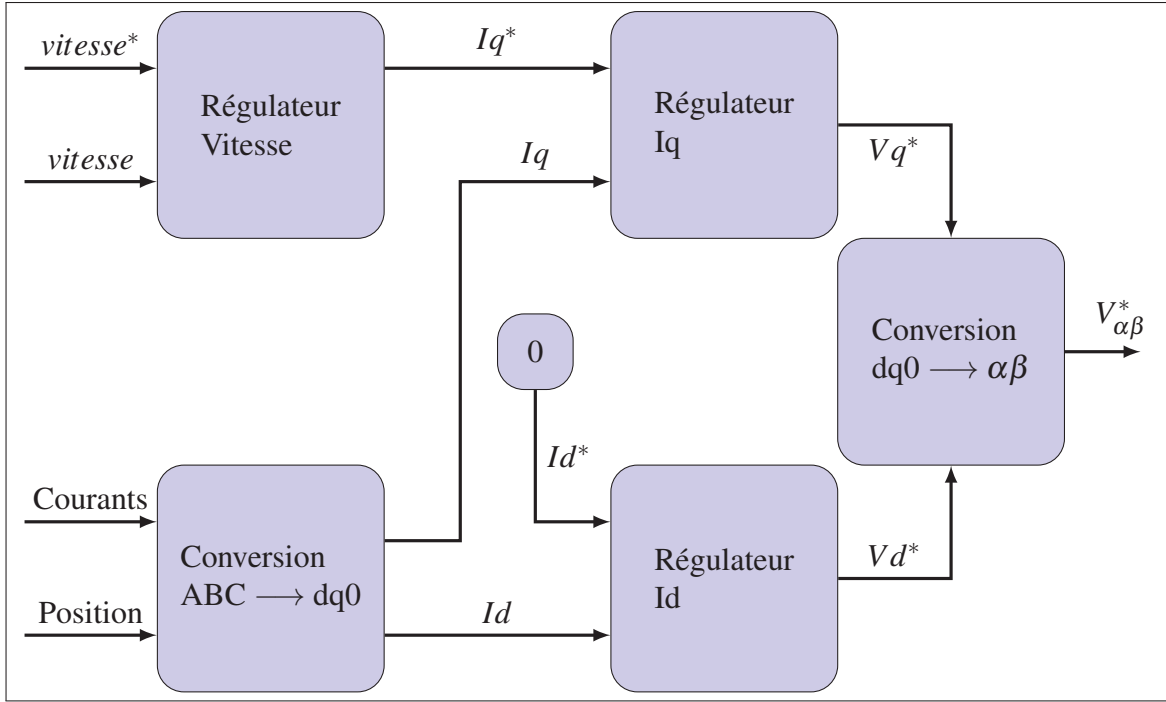 vitesse*
Iq*
Régulateur
Vitesse
Régulateur
Iq
vitesse
Iq
Vq*
0
Conversion
dq0 ⟶ αβ
V*αβ
Id*
Courants
Conversion
ABC ⟶ dq0
Régulateur
Id
Vd*
Position
Id